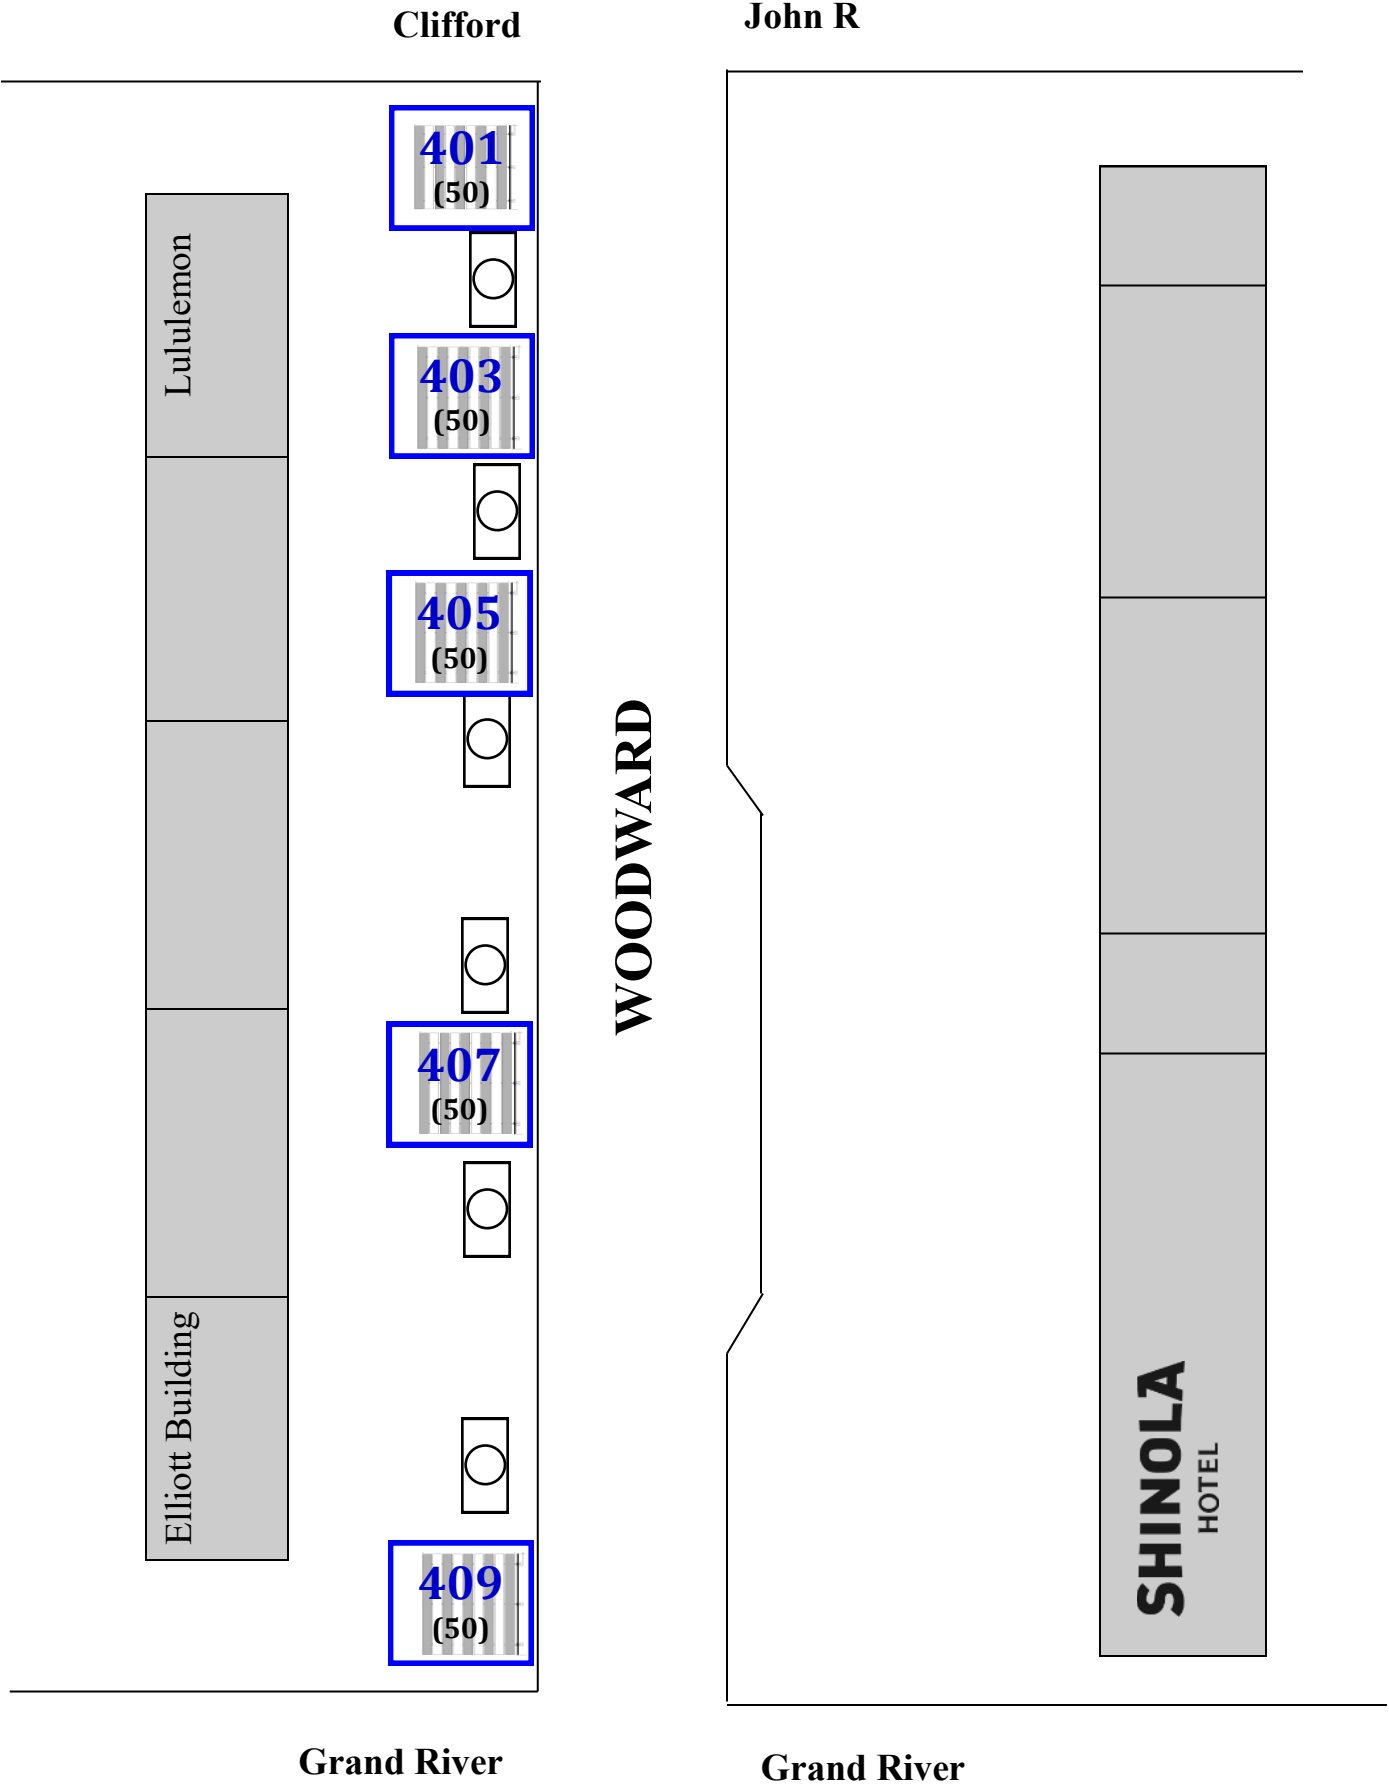 Clifford
John R
401
(50)
Lululemon
403
(50)
405
(50)
WOODWARD
407
(50)
Elliott Building
SHINOLA
HOTEL
409
(50)
Grand River
Grand River